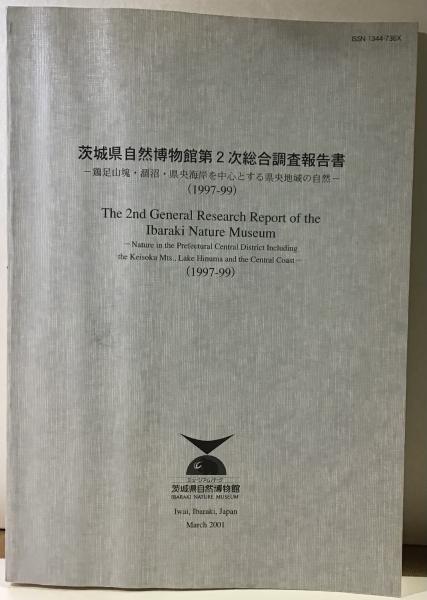 ISSN 1344-736X
茨城県自然博物館第2次総合調査報告書
－鶏足山塊・涸沼・県央海岸を中心とする県央地域の自然－
(1997-99)
The 2nd General Research Report of the
Ibaraki Nature Museum
－Nature in the Prefectural Central District Including
the Keisoku Mts., Lake Hinuma and the Central Coast－
(1997-99)
ミュージアムパーク
茨城県自然博物館
IBARAKI NATURE MUSEUM
Iwai, Ibaraki, Japan
March 2001